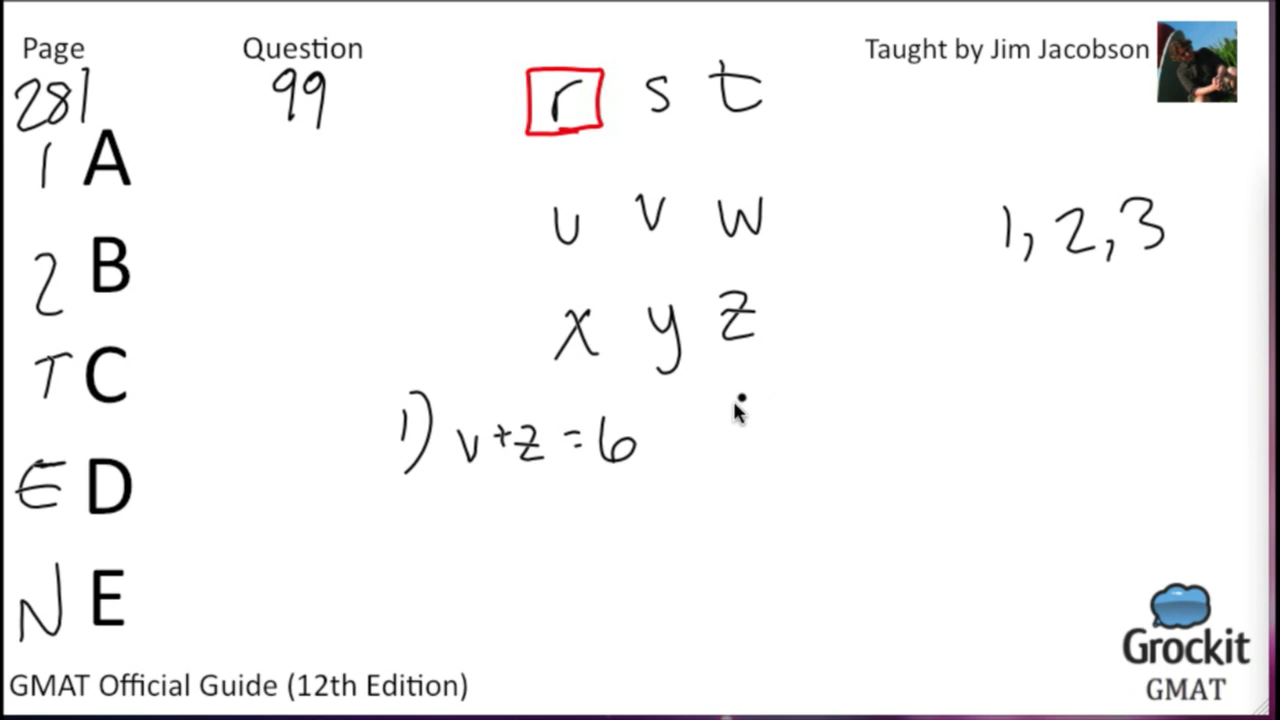 Page Question Taught by Jim Jacobson
281 99 r s t
1 A
u v w 1, 2, 3
2 B
x y z
T C
1) v+z = 6
E D
N E
Grockit
GMAT
GMAT Official Guide (12th Edition)